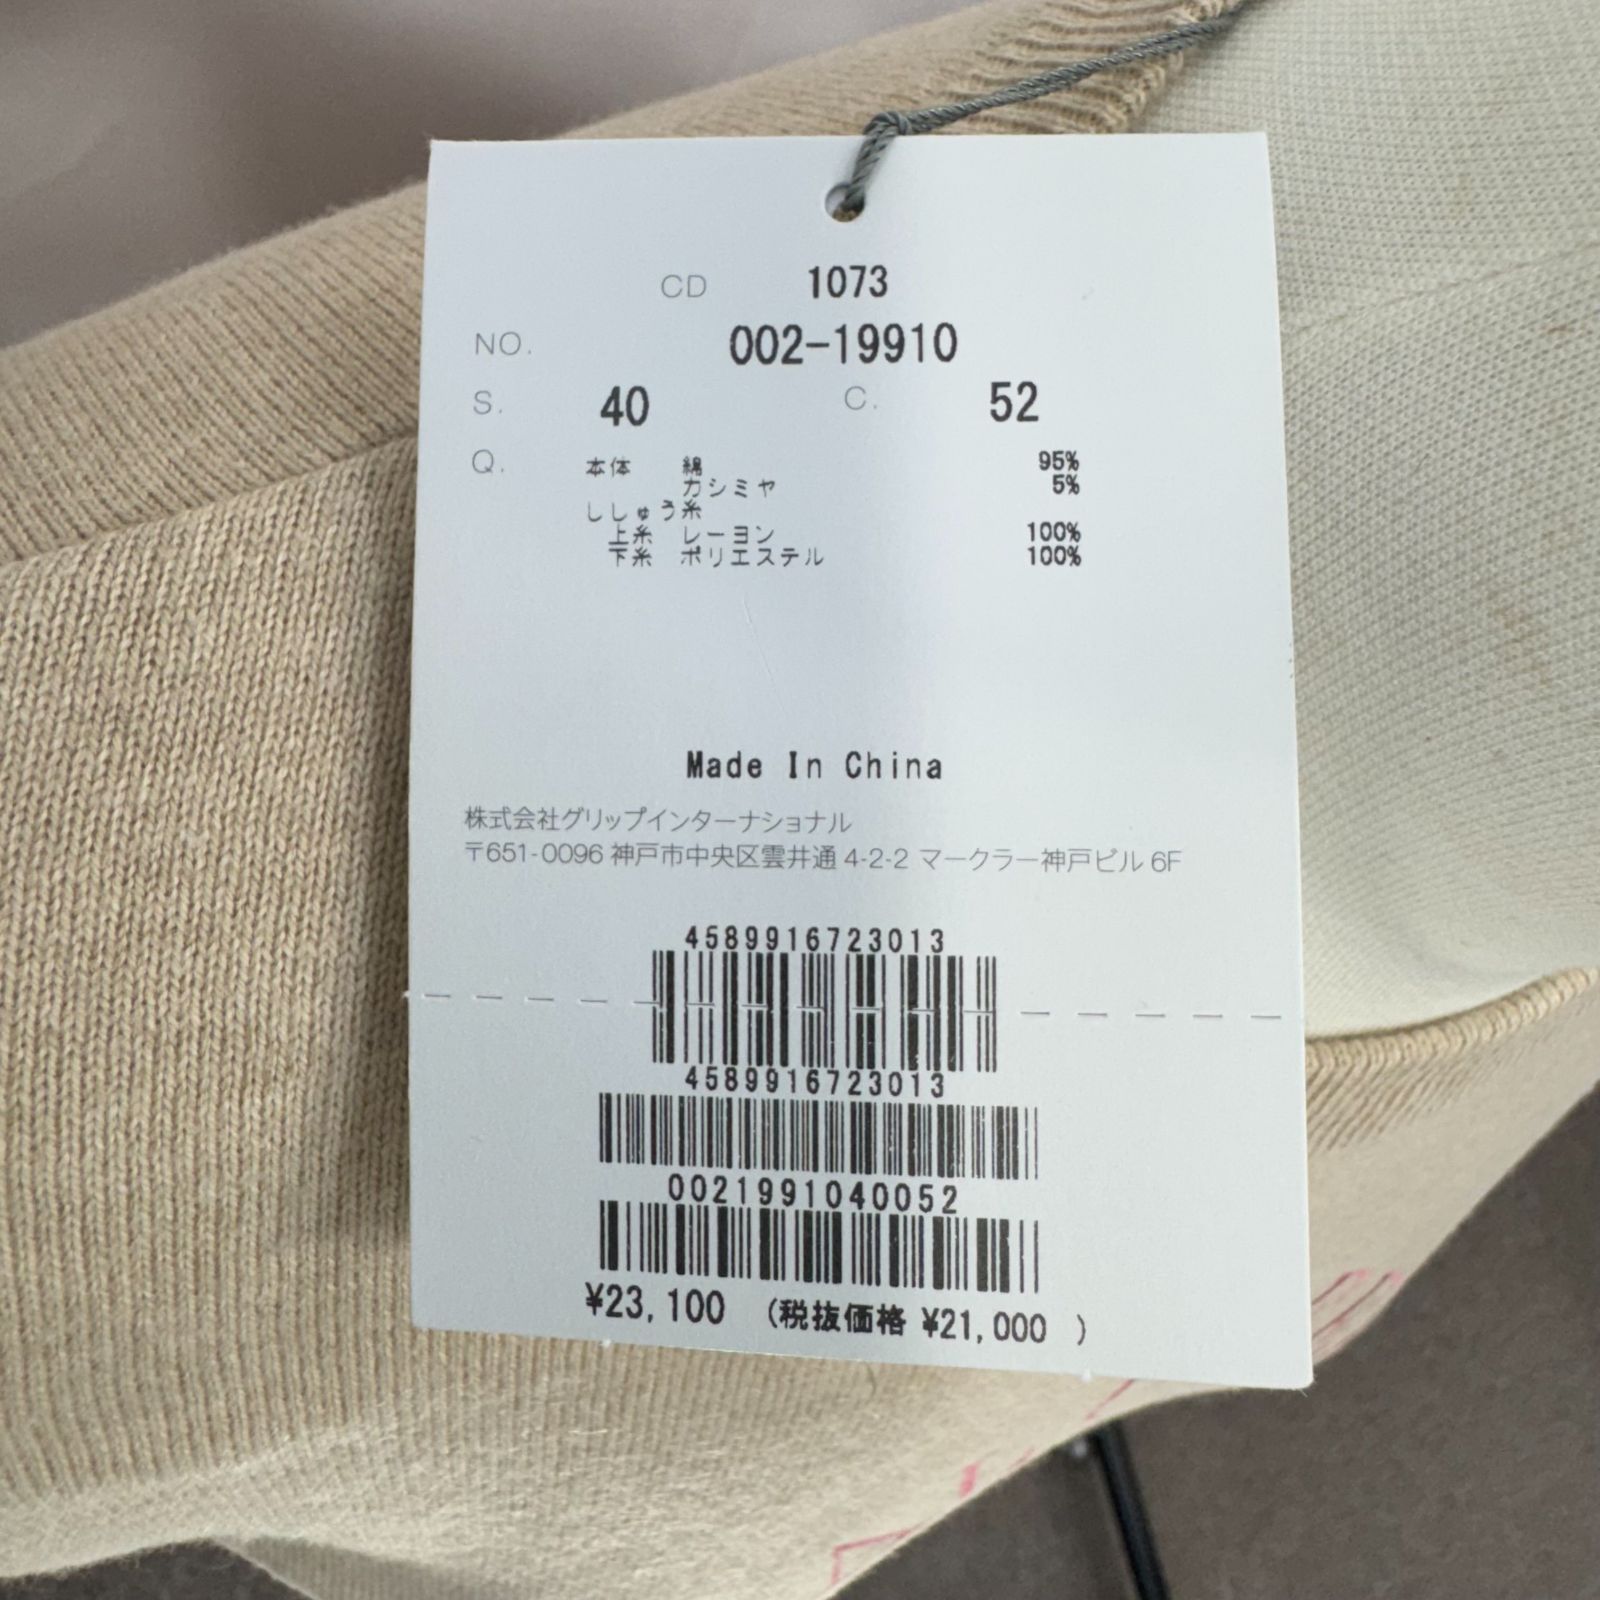 CD 1073
NO. 002-19910
S. 40 C. 52
Q. 本体 綿 95%
カシミヤ 5%
ししゅう糸
上糸 レーヨン 100%
下糸 ポリエステル 100%
Made In China
株式会社グリップインターナショナル
〒651-0096 神戸市中央区雲井通 4-2-2 マークラー神戸ビル 6F
4589916723013
4589916723013
0021991040052
¥23,100 (税抜価格 ¥21,000 )